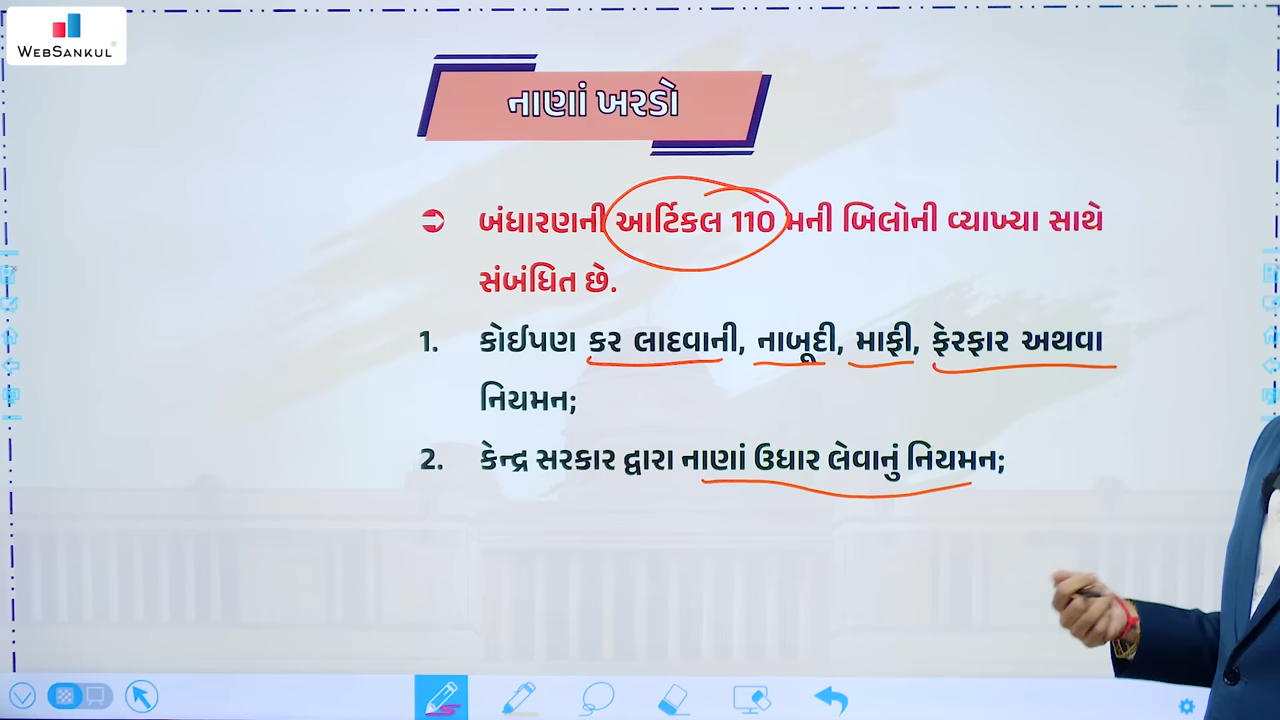 WEBSANKUL
નાણાં ખરડો
બંધારણની આર્ટિકલ 110 મની બિલોની વ્યાખ્યા સાથે
સંબંધિત છે.
1. કોઈપણ કર લાદવાની, નાબૂદી, માફી, ફેરફાર અથવા
નિયમન;
2. કેન્દ્ર સરકાર દ્વારા નાણાં ઉધાર લેવાનું નિયમન;